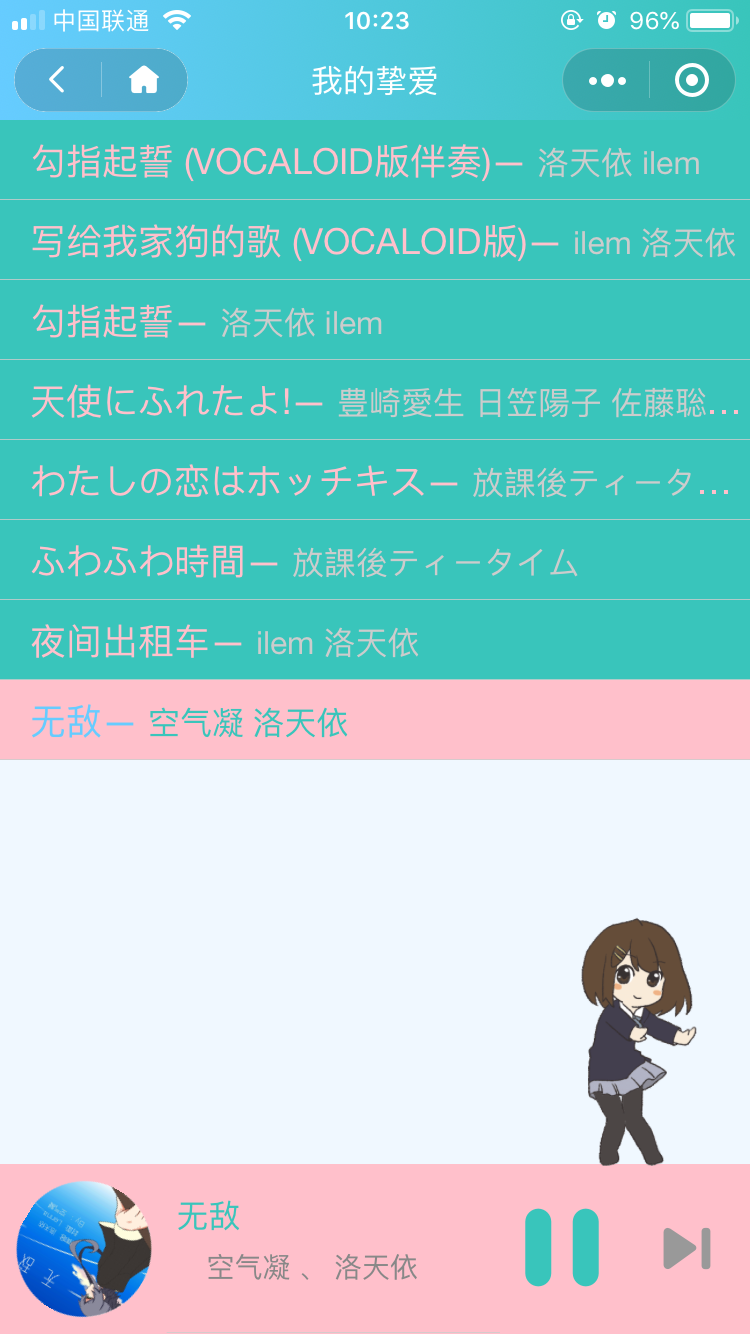 中国联通 10:23 96%
我的挚爱
勾指起誓 (VOCALOID版伴奏)— 洛天依 ilem
写给我家狗的歌 (VOCALOID版)— ilem 洛天依
勾指起誓— 洛天依 ilem
天使にふれたよ!— 豊崎愛生 日笠陽子 佐藤聡...
わたしの恋はホッチキス— 放課後ティータ...
ふわふわ時間— 放課後ティータイム
夜间出租车— ilem 洛天依
无敌— 空气凝 洛天依
无敌
空气凝 、 洛天依